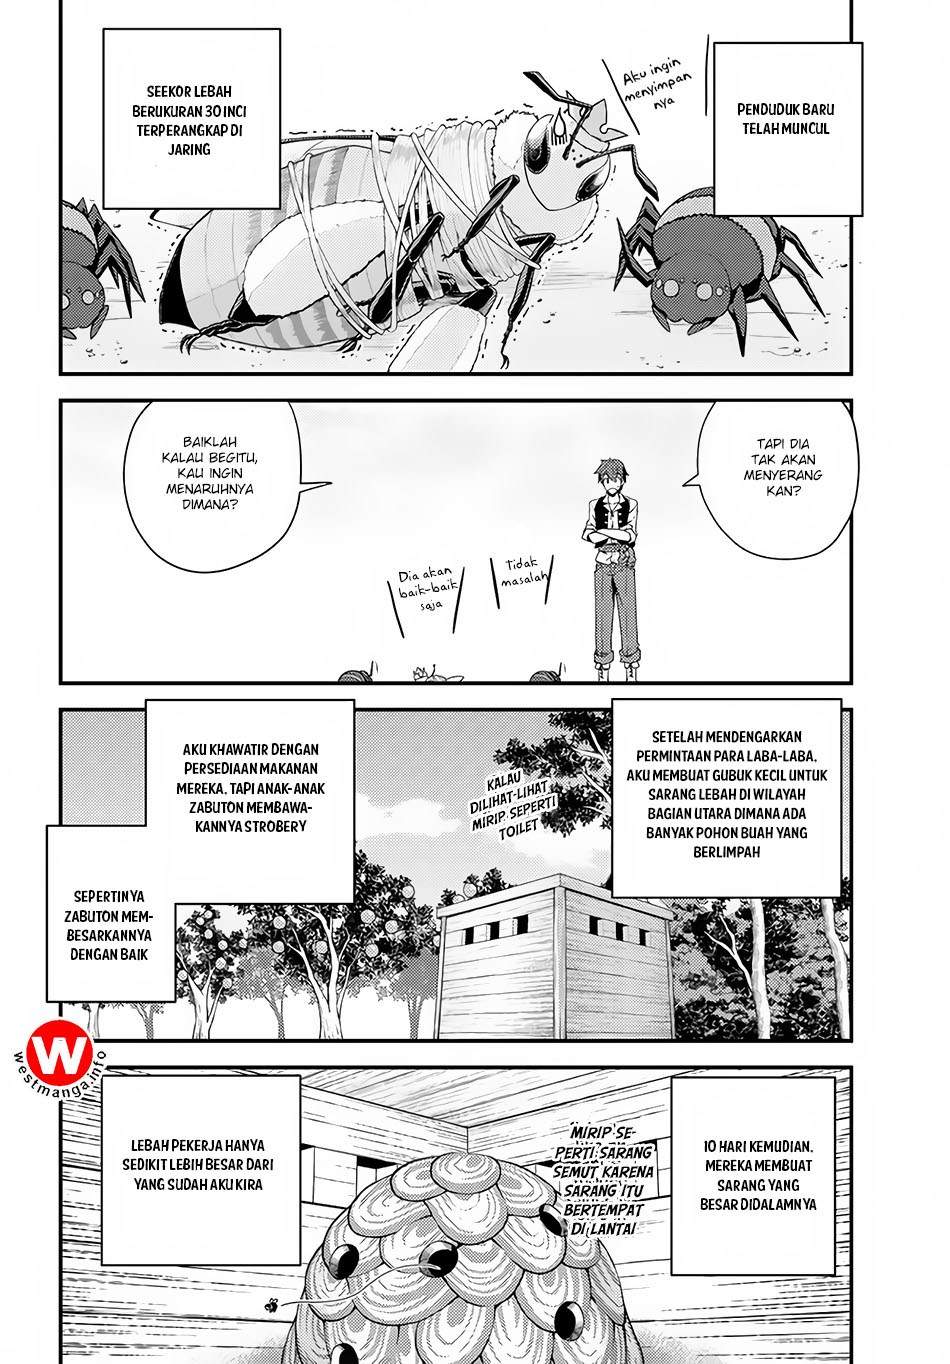 PENDUDUK BARU
TELAH MUNCUL
Aku ingin
menyimpan
nya
SEEKOR LEBAH
BERUKURAN 30 INCI
TERPERANGKAP DI
JARING
TAPI DIA
TAK AKAN
MENYERANG
KAN?
Tidak
masalah
Dia akan
baik-baik
saja
BAIKLAH
KALAU BEGITU,
KAU INGIN
MENARUHNYA
DIMANA?
SETELAH MENDENGARKAN
PERMINTAAN PARA LABA-LABA,
AKU MEMBUAT GUBUK KECIL UNTUK
SARANG LEBAH DI WILAYAH
BAGIAN UTARA DIMANA ADA
BANYAK POHON BUAH YANG
BERLIMPAH
KALAU
DILIHAT-LIHAT
MIRIP SEPERTI
TOILET
AKU KHAWATIR DENGAN
PERSEDIAAN MAKANAN
MEREKA, TAPI ANAK-ANAK
ZABUTON MEMBAWA-
KANNYA STROBERY
SEPERTINYA
ZABUTON MEM-
BESARKANNYA
DENGAN BAIK
W
westmanga.info
10 HARI KEMUDIAN,
MEREKA MEMBUAT
SARANG YANG
BESAR DIDALAMNYA
MIRIP SE-
PERTI SARANG
SEMUT KARENA
SARANG ITU
BERTEMPAT
DI LANTAI
LEBAH PEKERJA HANYA
SEDIKIT LEBIH BESAR DARI
YANG SUDAH AKU KIRA